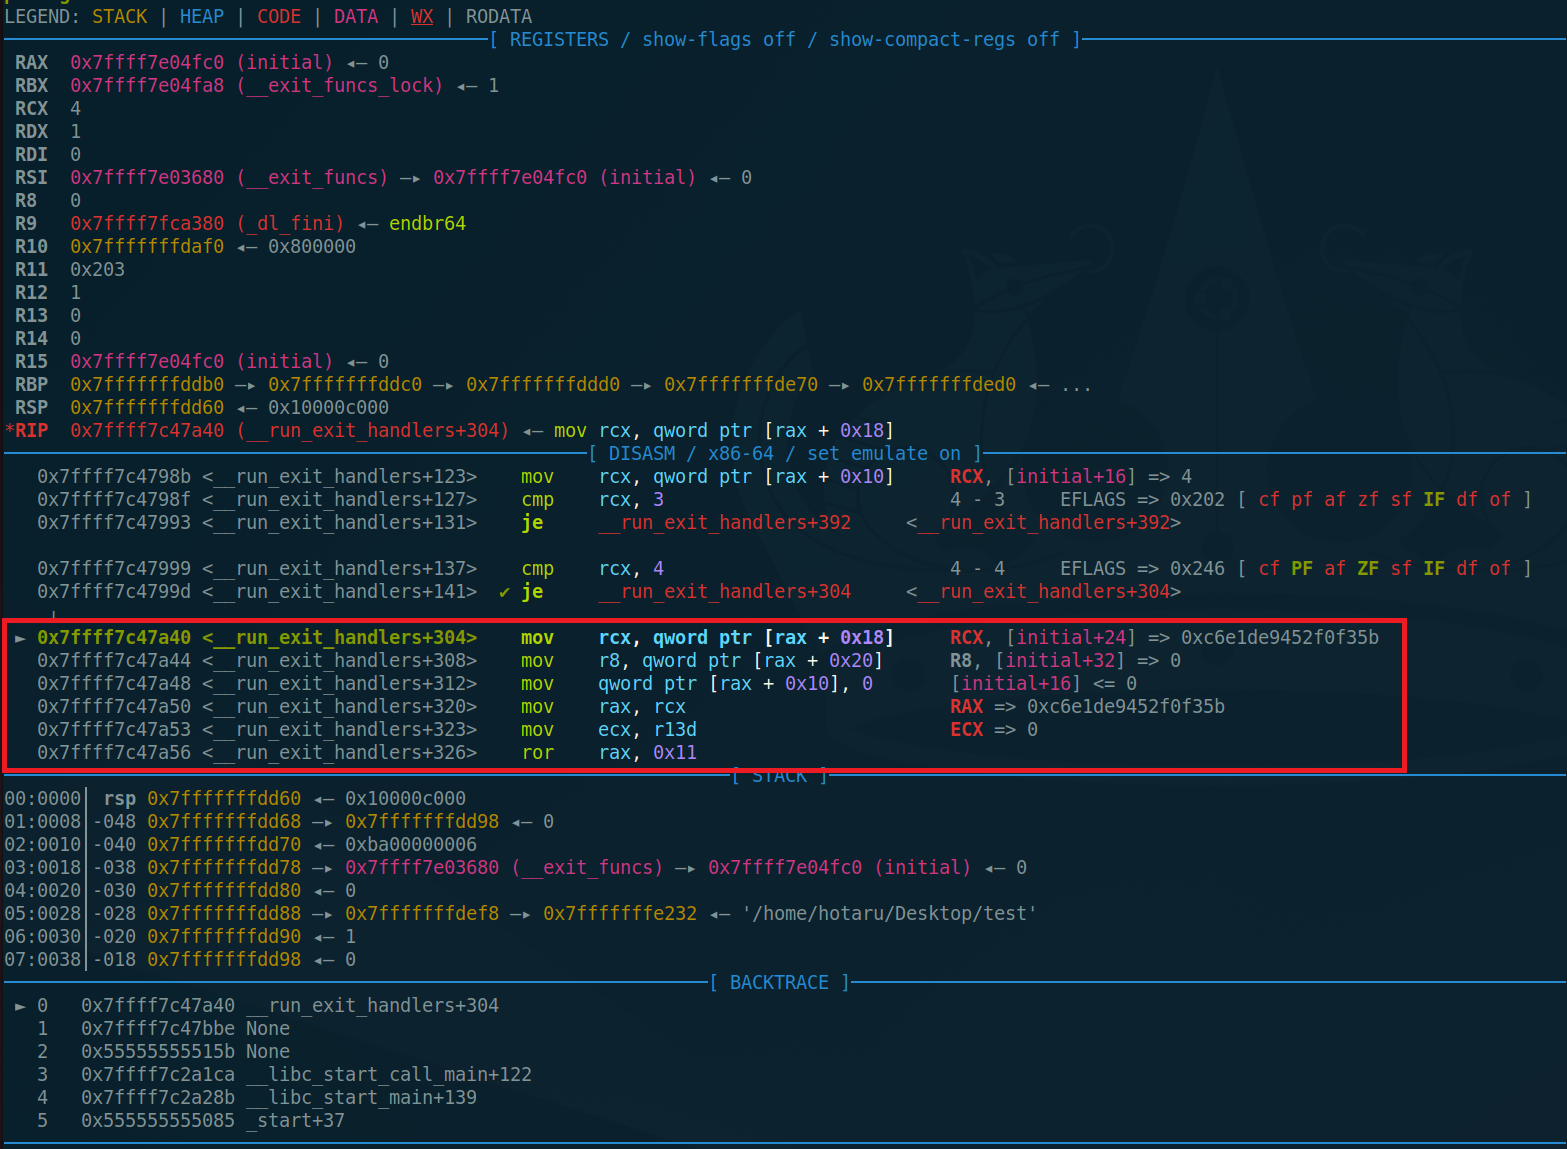 LEGEND: STACK | HEAP | CODE | DATA | WX | RODATA
[ REGISTERS / show-flags off / show-compact-regs off ]
RAX 0x7ffff7e04fc0 (initial) ◂— 0
RBX 0x7ffff7e04fa8 (__exit_funcs_lock) ◂— 1
RCX 4
RDX 1
RDI 0
RSI 0x7ffff7e03680 (__exit_funcs) —▸ 0x7ffff7e04fc0 (initial) ◂— 0
R8 0
R9 0x7ffff7fca380 (_dl_fini) ◂— endbr64
R10 0x7fffffffdaf0 ◂— 0x800000
R11 0x203
R12 1
R13 0
R14 0
R15 0x7ffff7e04fc0 (initial) ◂— 0
RBP 0x7fffffffddb0 —▸ 0x7fffffffddc0 —▸ 0x7fffffffddd0 —▸ 0x7fffffffde70 —▸ 0x7fffffffded0 ◂— ...
RSP 0x7fffffffdd60 ◂— 0x10000c000
*RIP 0x7ffff7c47a40 (__run_exit_handlers+304) ◂— mov rcx, qword ptr [rax + 0x18]
[ DISASM / x86-64 / set emulate on ]
0x7ffff7c4798b <__run_exit_handlers+123> mov rcx, qword ptr [rax + 0x10] RCX, [initial+16] => 4
0x7ffff7c4798f <__run_exit_handlers+127> cmp rcx, 3 4 - 3 EFLAGS => 0x202 [ cf pf af zf sf IF df of ]
0x7ffff7c47993 <__run_exit_handlers+131> je __run_exit_handlers+392 <__run_exit_handlers+392>
0x7ffff7c47999 <__run_exit_handlers+137> cmp rcx, 4 4 - 4 EFLAGS => 0x246 [ cf PF af ZF sf IF df of ]
0x7ffff7c4799d <__run_exit_handlers+141> ✔ je __run_exit_handlers+304 <__run_exit_handlers+304>
► 0x7ffff7c47a40 <__run_exit_handlers+304> mov rcx, qword ptr [rax + 0x18] RCX, [initial+24] => 0xc6e1de9452f0f35b
0x7ffff7c47a44 <__run_exit_handlers+308> mov r8, qword ptr [rax + 0x20] R8, [initial+32] => 0
0x7ffff7c47a48 <__run_exit_handlers+312> mov qword ptr [rax + 0x10], 0 [initial+16] <= 0
0x7ffff7c47a50 <__run_exit_handlers+320> mov rax, rcx RAX => 0xc6e1de9452f0f35b
0x7ffff7c47a53 <__run_exit_handlers+323> mov ecx, r13d ECX => 0
0x7ffff7c47a56 <__run_exit_handlers+326> ror rax, 0x11
[ STACK ]
00:0000│ rsp 0x7fffffffdd60 ◂— 0x10000c000
01:0008│-048 0x7fffffffdd68 —▸ 0x7fffffffdd98 ◂— 0
02:0010│-040 0x7fffffffdd70 ◂— 0xba00000006
03:0018│-038 0x7fffffffdd78 —▸ 0x7ffff7e03680 (__exit_funcs) —▸ 0x7ffff7e04fc0 (initial) ◂— 0
04:0020│-030 0x7fffffffdd80 ◂— 0
05:0028│-028 0x7fffffffdd88 —▸ 0x7fffffffdef8 —▸ 0x7fffffffe232 ◂— '/home/hotaru/Desktop/test'
06:0030│-020 0x7fffffffdd90 ◂— 1
07:0038│-018 0x7fffffffdd98 ◂— 0
[ BACKTRACE ]
► 0 0x7ffff7c47a40 __run_exit_handlers+304
1 0x7ffff7c47bbe None
2 0x55555555515b None
3 0x7ffff7c2a1ca __libc_start_call_main+122
4 0x7ffff7c2a28b __libc_start_main+139
5 0x555555555085 _start+37